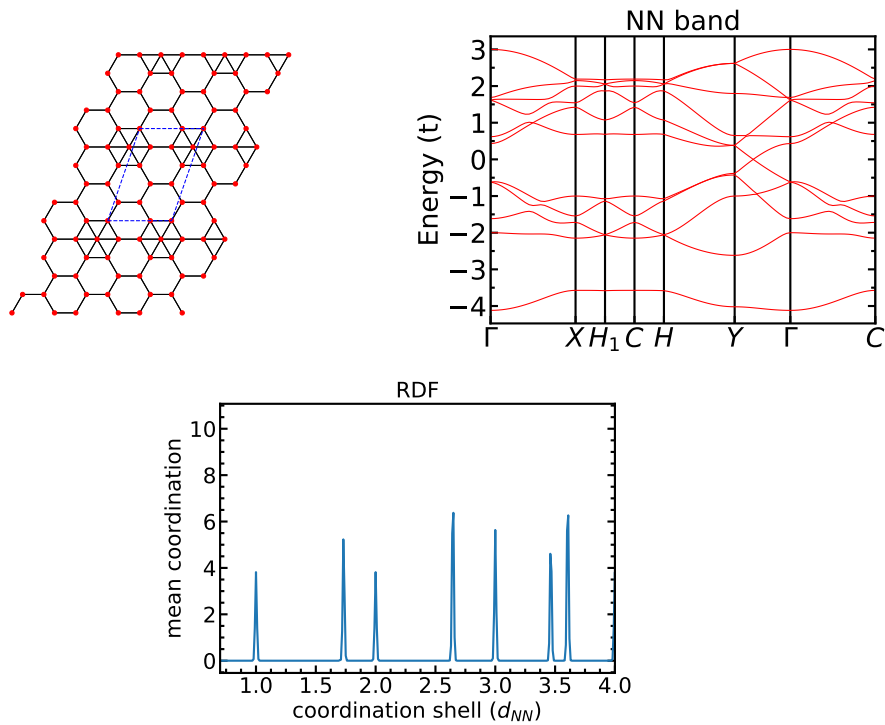 NN band
Energy (t)
3
2
1
0
−1
−2
−3
−4
Γ X H₁ C H Y Γ C
RDF
mean coordination
10
8
6
4
2
0
1.0 1.5 2.0 2.5 3.0 3.5 4.0
coordination shell (d_NN)